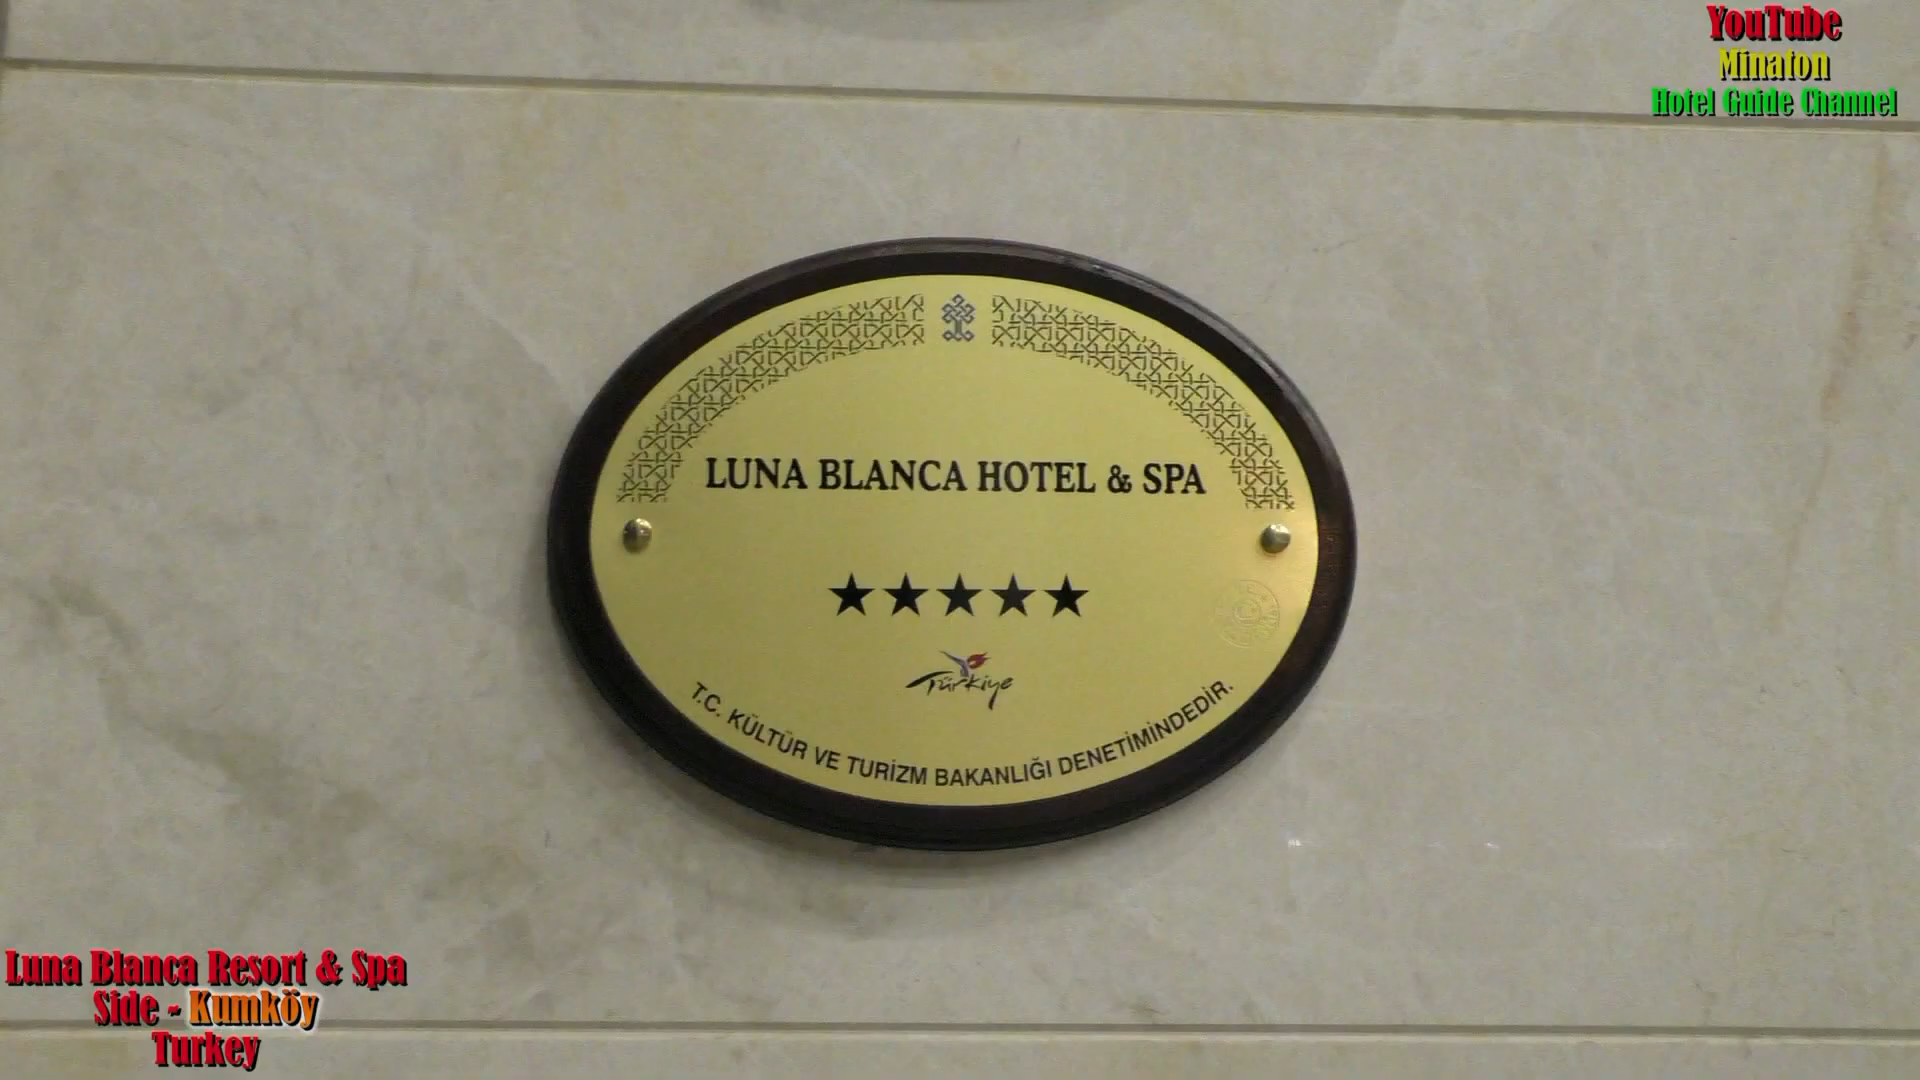 YouTube
Minaton
Hotel Guide Channel
LUNA BLANCA HOTEL & SPA
Türkiye
T.C. KÜLTÜR VE TURİZM BAKANLIĞI DENETİMİNDEDİR.
Luna Blanca Resort & Spa
Side - Kumköy
Turkey